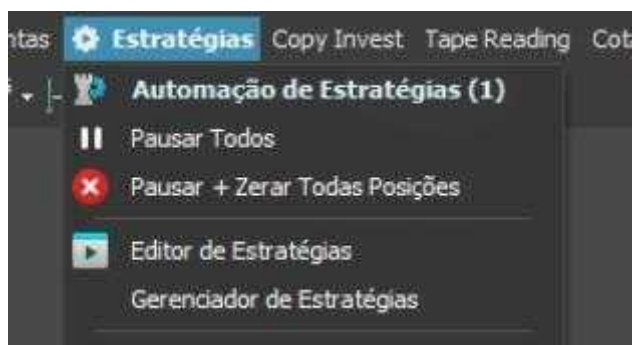 ntas Estratégias Copy Invest Tape Reading Cot
Automação de Estratégias (1)
Pausar Todos
Pausar + Zerar Todas Posições
Editor de Estratégias
Gerenciador de Estratégias